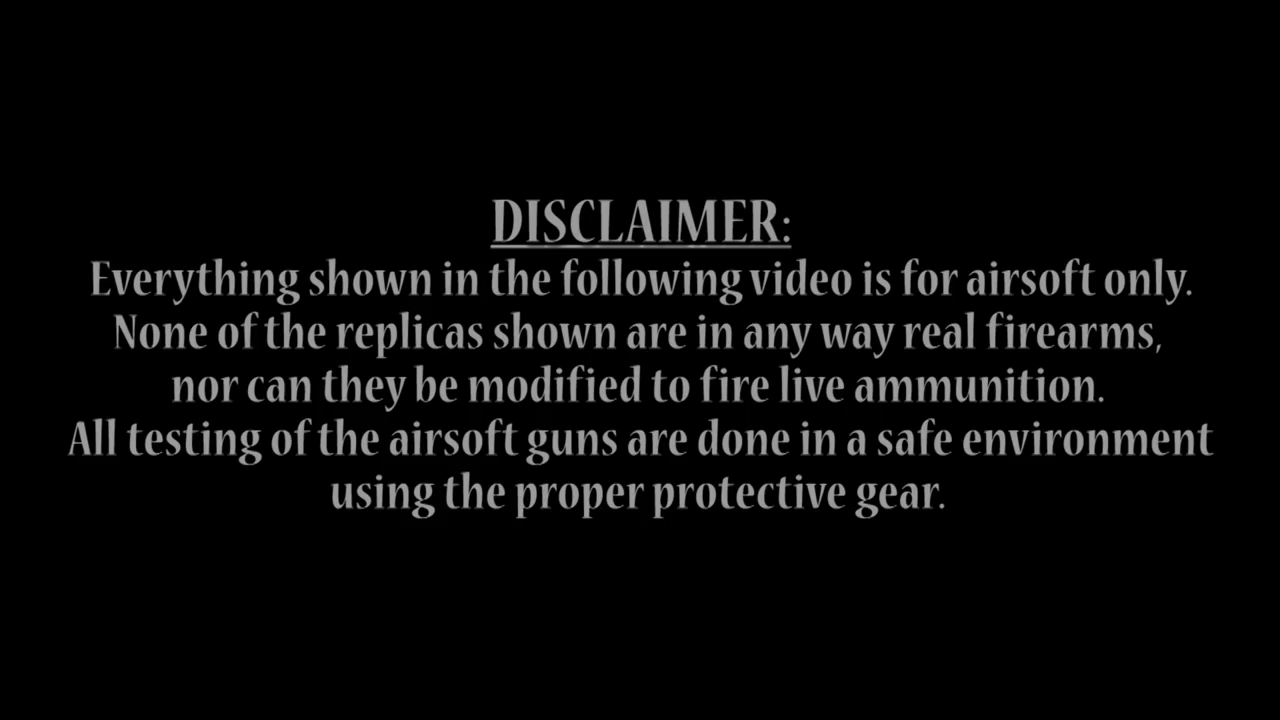 DISCLAIMER:
Everything shown in the following video is for airsoft only.
None of the replicas shown are in any way real firearms,
nor can they be modified to fire live ammunition.
All testing of the airsoft guns are done in a safe environment
using the proper protective gear.